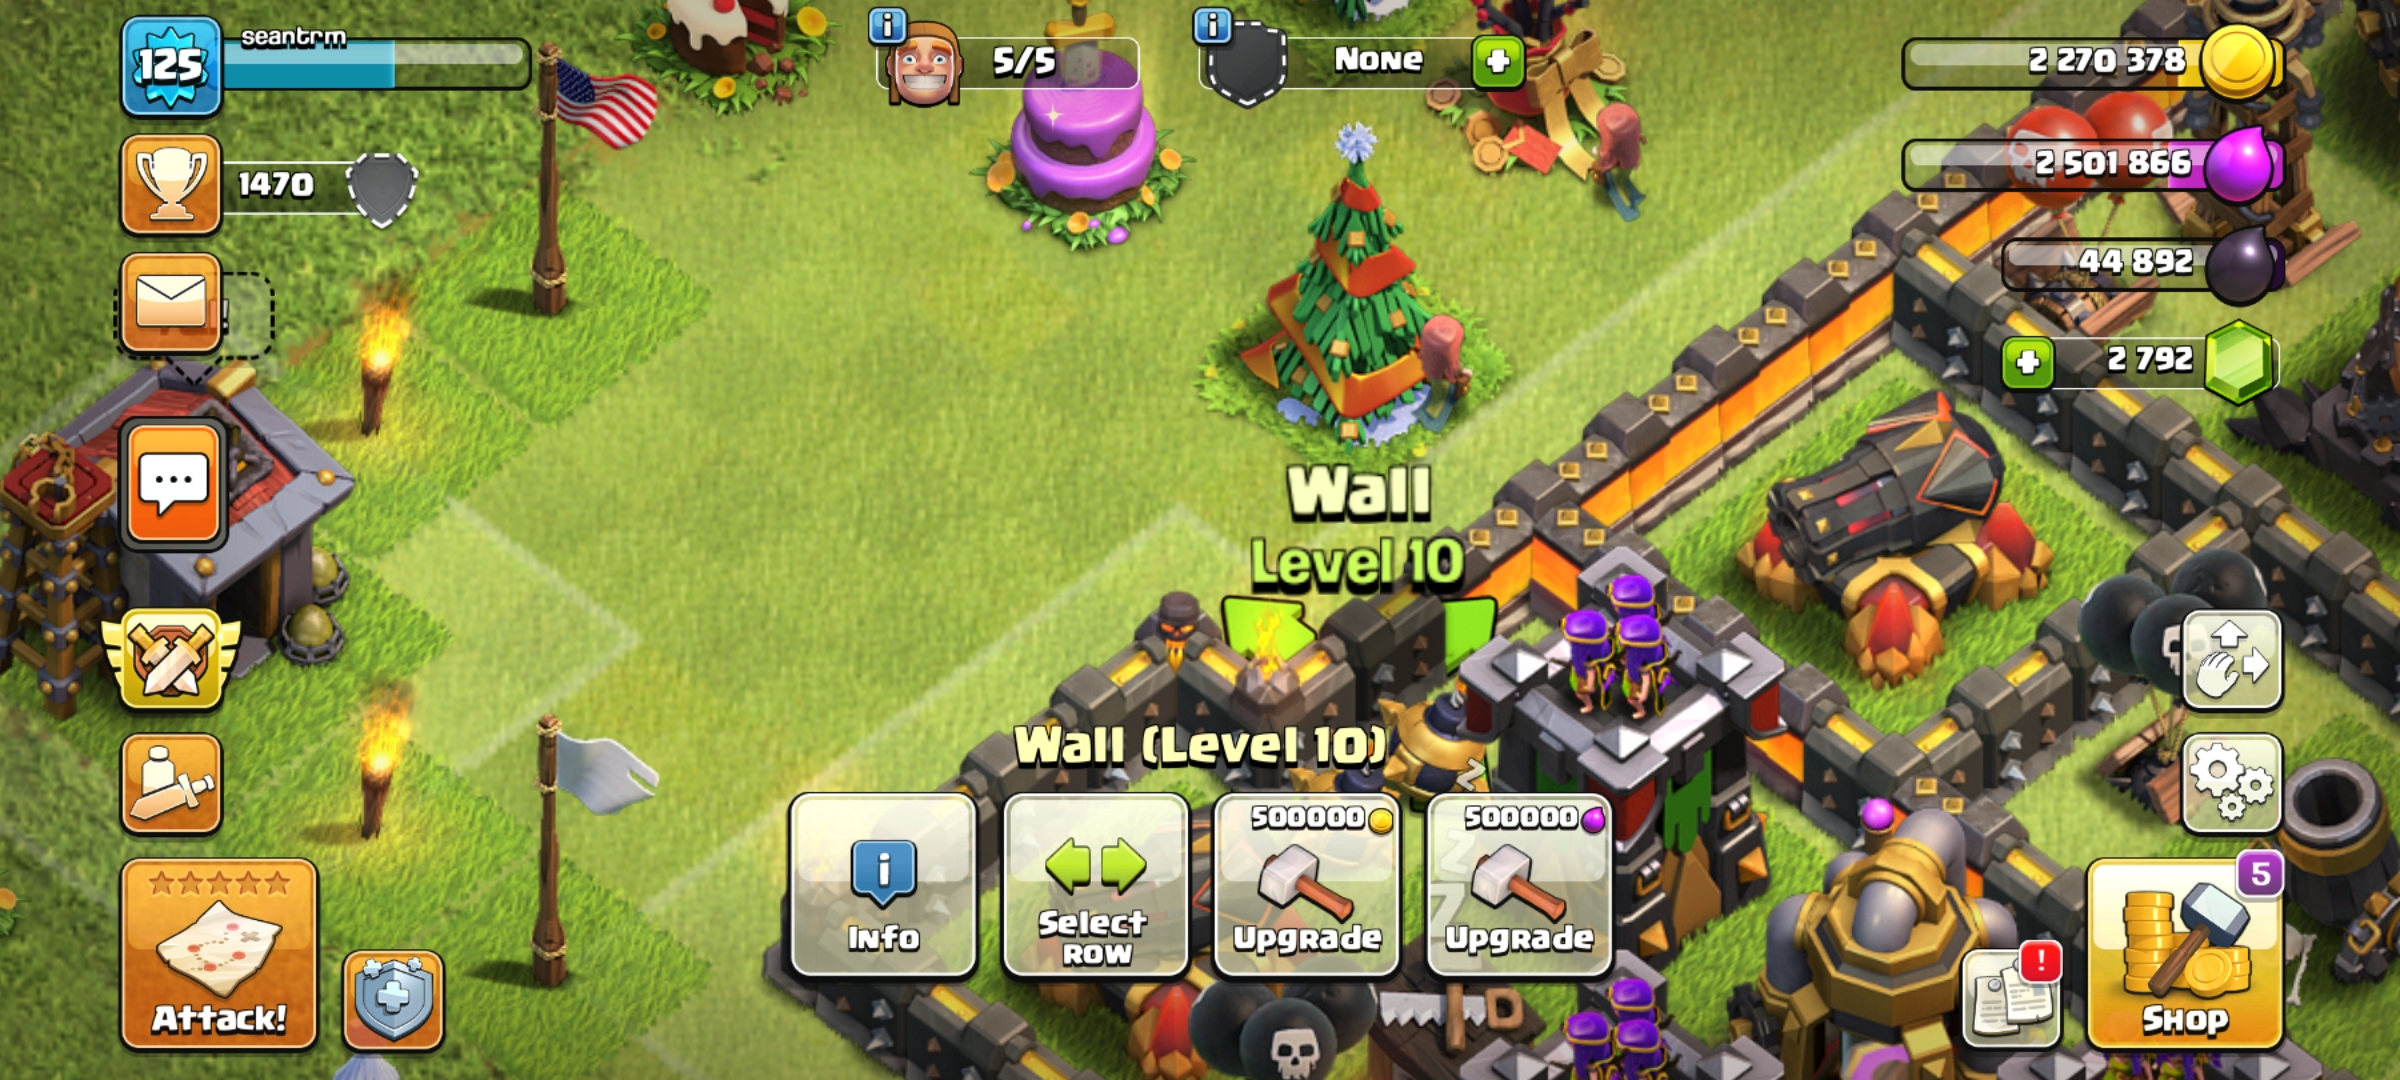 125
seantrm
5/5
None
2 270 378
1470
2 501 866
44 892
2 792
Wall
Level 10
Wall (Level 10)
Info
Select
Row
500000
Upgrade
500000
Upgrade
Attack!
5
!
Shop